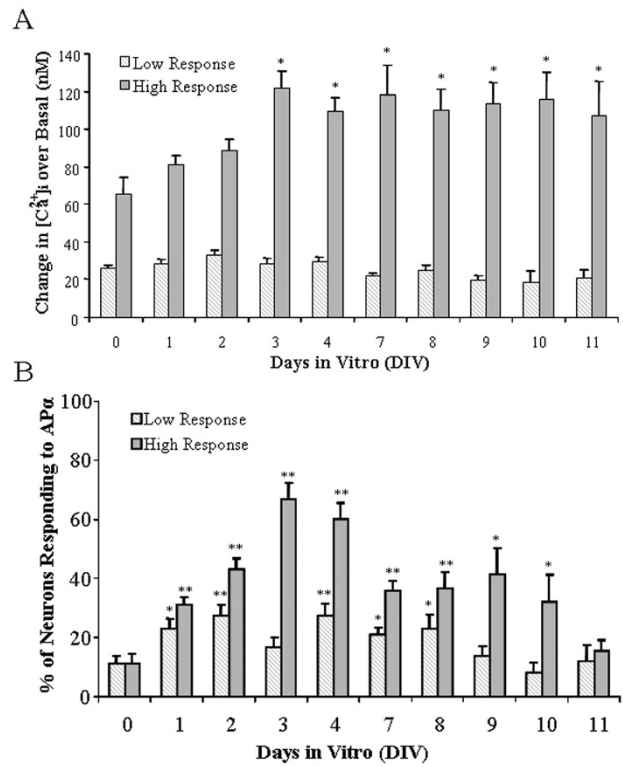 A
Change in [Ca2+]i over Basal (nM)
140
120
100
80
60
40
20
0
Low Response
High Response
* * * * * * * *
0 1 2 3 4 7 8 9 10 11
Days in Vitro (DIV)
B
% of Neurons Responding to APα
100
80
60
40
20
0
Low Response
High Response
* ** ** ** ** ** ** * ** * ** * *
0 1 2 3 4 7 8 9 10 11
Days in Vitro (DIV)